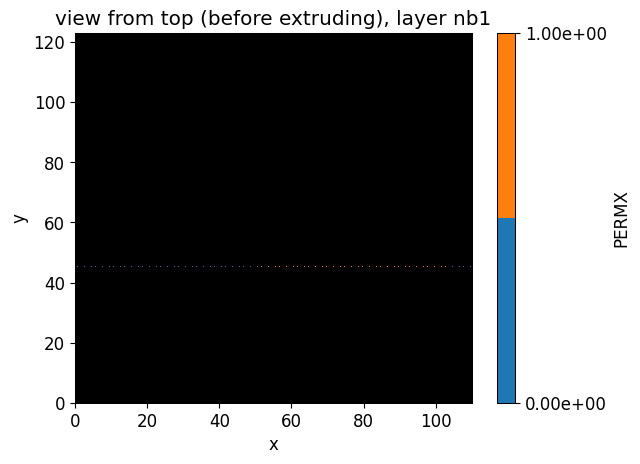 view from top (before extruding), layer nb1
120
100
80
60
40
20
0
y
0 20 40 60 80 100
x
1.00e+00
0.00e+00
PERMX